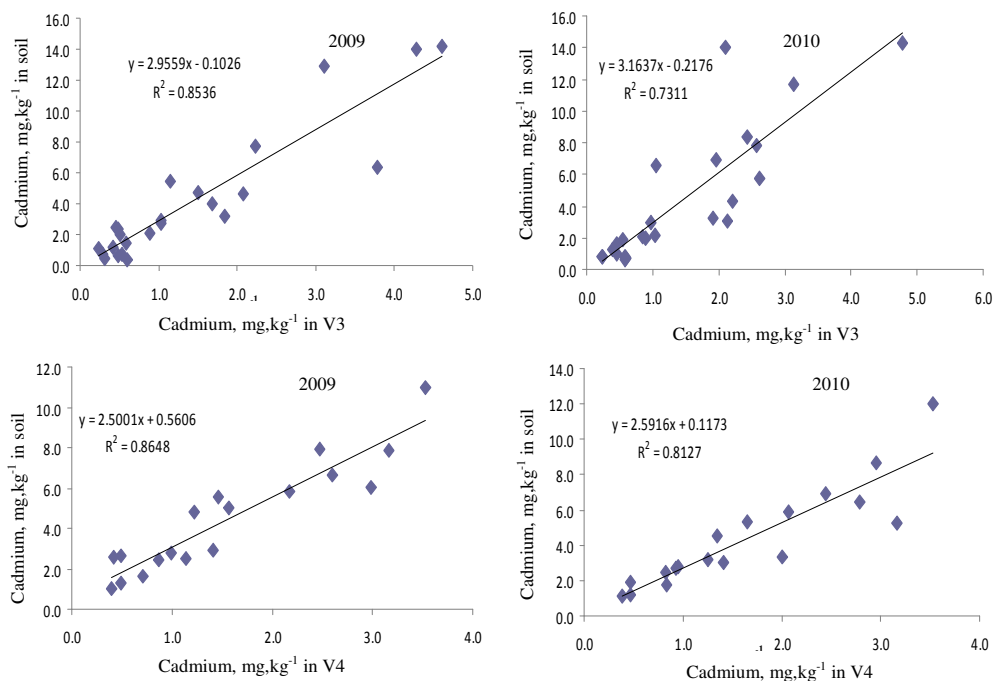 16.0
14.0
12.0
10.0
8.0
6.0
4.0
2.0
0.0
Cadmium, mg,kg⁻¹ in soil
2009
y = 2.9559x - 0.1026
R² = 0.8536
0.0 1.0 2.0 3.0 4.0 5.0
Cadmium, mg,kg⁻¹ in V3
16.0
14.0
12.0
10.0
8.0
6.0
4.0
2.0
0.0
Cadmium, mg,kg⁻¹ in soil
2010
y = 3.1637x - 0.2176
R² = 0.7311
0.0 1.0 2.0 3.0 4.0 5.0 6.0
Cadmium, mg,kg⁻¹ in V3
12.0
10.0
8.0
6.0
4.0
2.0
0.0
Cadmium, mg,kg⁻¹ in soil
2009
y = 2.5001x + 0.5606
R² = 0.8648
0.0 1.0 2.0 3.0 4.0
Cadmium, mg,kg⁻¹ in V4
14.0
12.0
10.0
8.0
6.0
4.0
2.0
0.0
Cadmium, mg,kg⁻¹ in soil
2010
y = 2.5916x + 0.1173
R² = 0.8127
0.0 1.0 2.0 3.0 4.0
Cadmium, mg,kg⁻¹ in V4